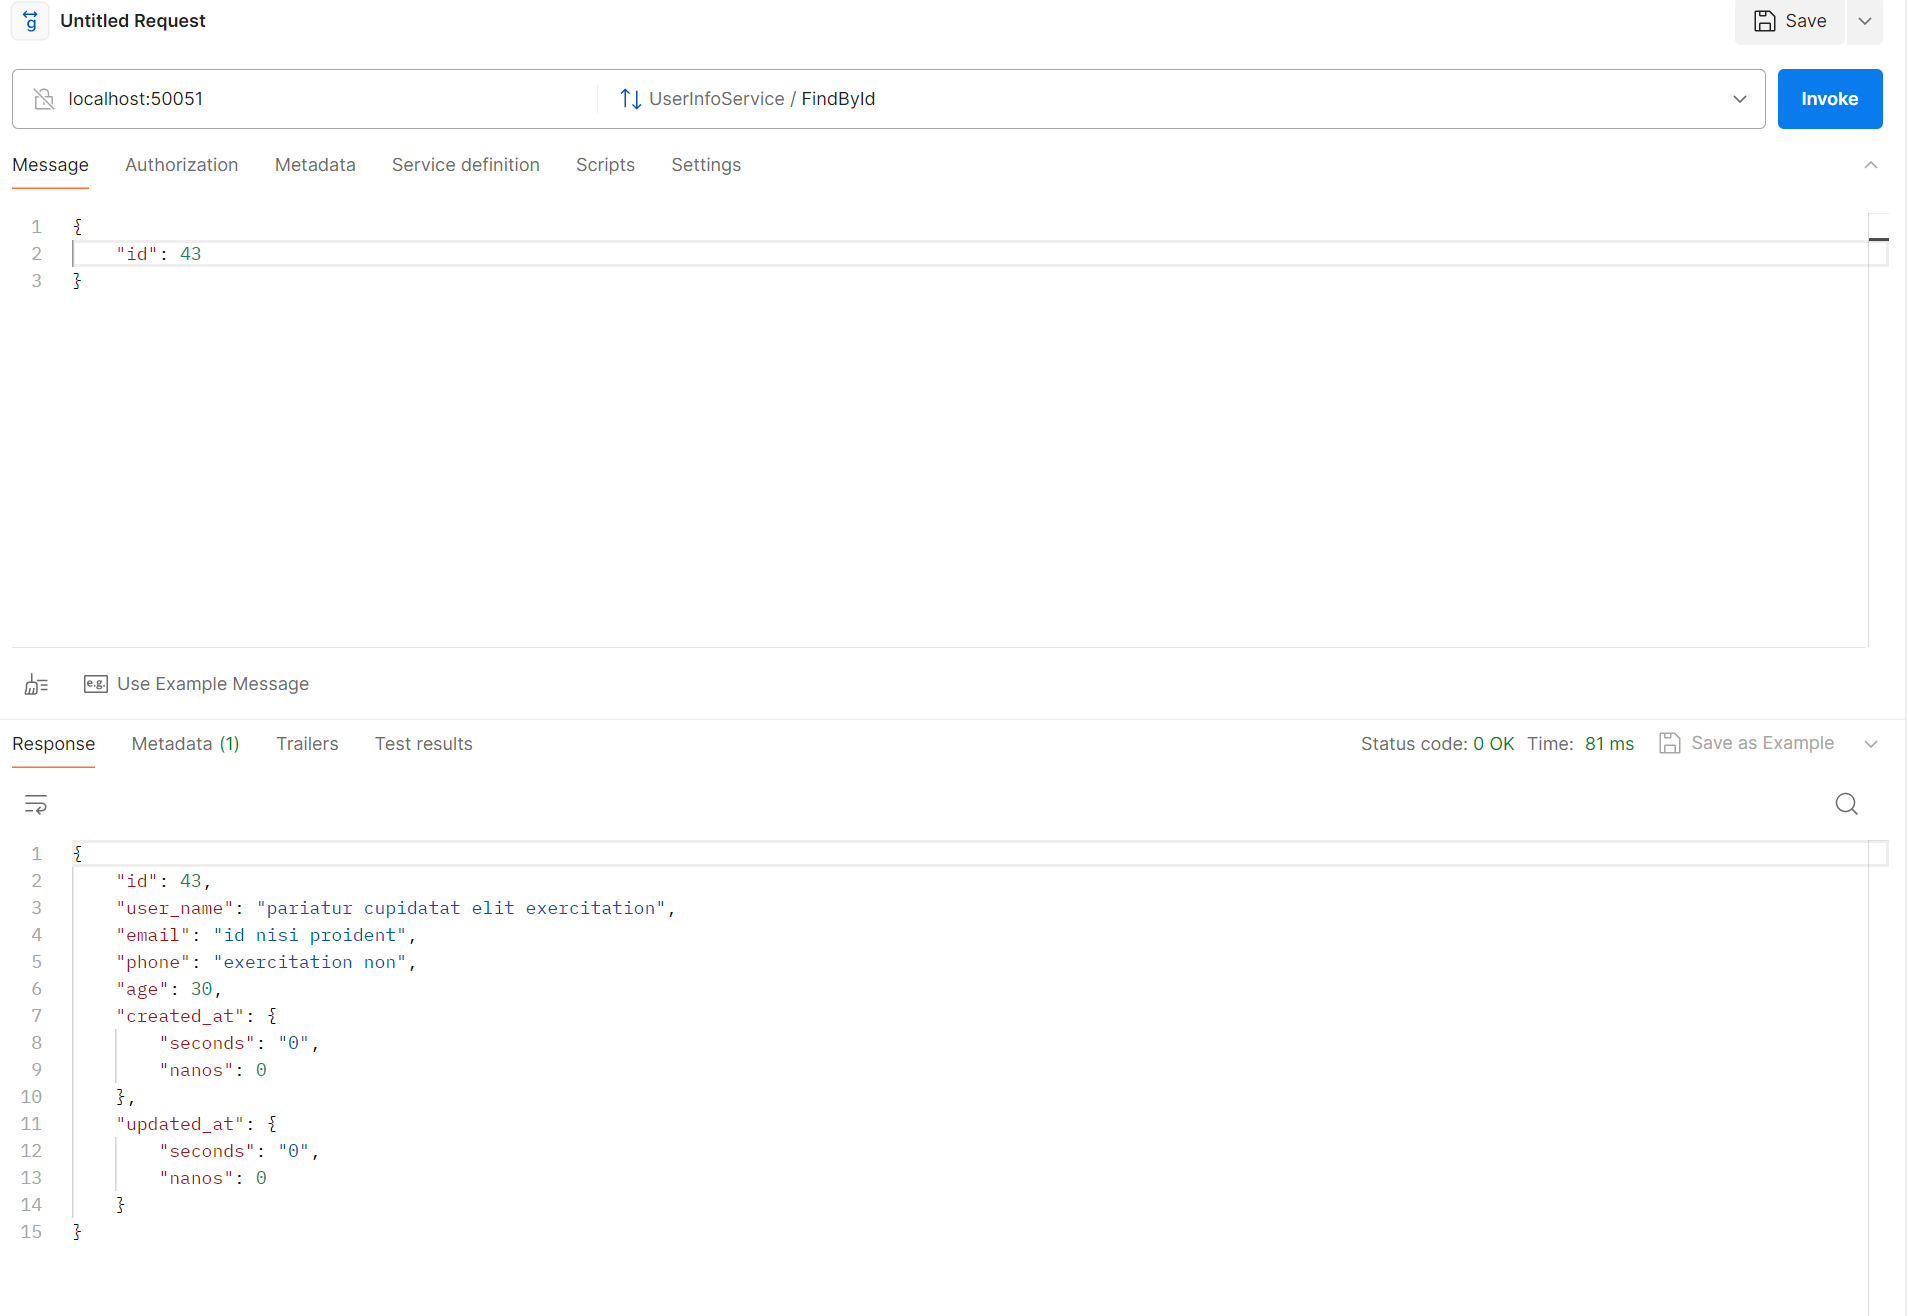 Untitled Request
Save
localhost:50051
UserInfoService / FindById
Invoke
Message Authorization Metadata Service definition Scripts Settings
1 {
2 "id": 43
3 }
e.g. Use Example Message
Response Metadata (1) Trailers Test results
Status code: 0 OK Time: 81 ms Save as Example
1 {
2 "id": 43,
3 "user_name": "pariatur cupidatat elit exercitation",
4 "email": "id nisi proident",
5 "phone": "exercitation non",
6 "age": 30,
7 "created_at": {
8 "seconds": "0",
9 "nanos": 0
10 },
11 "updated_at": {
12 "seconds": "0",
13 "nanos": 0
14 }
15 }